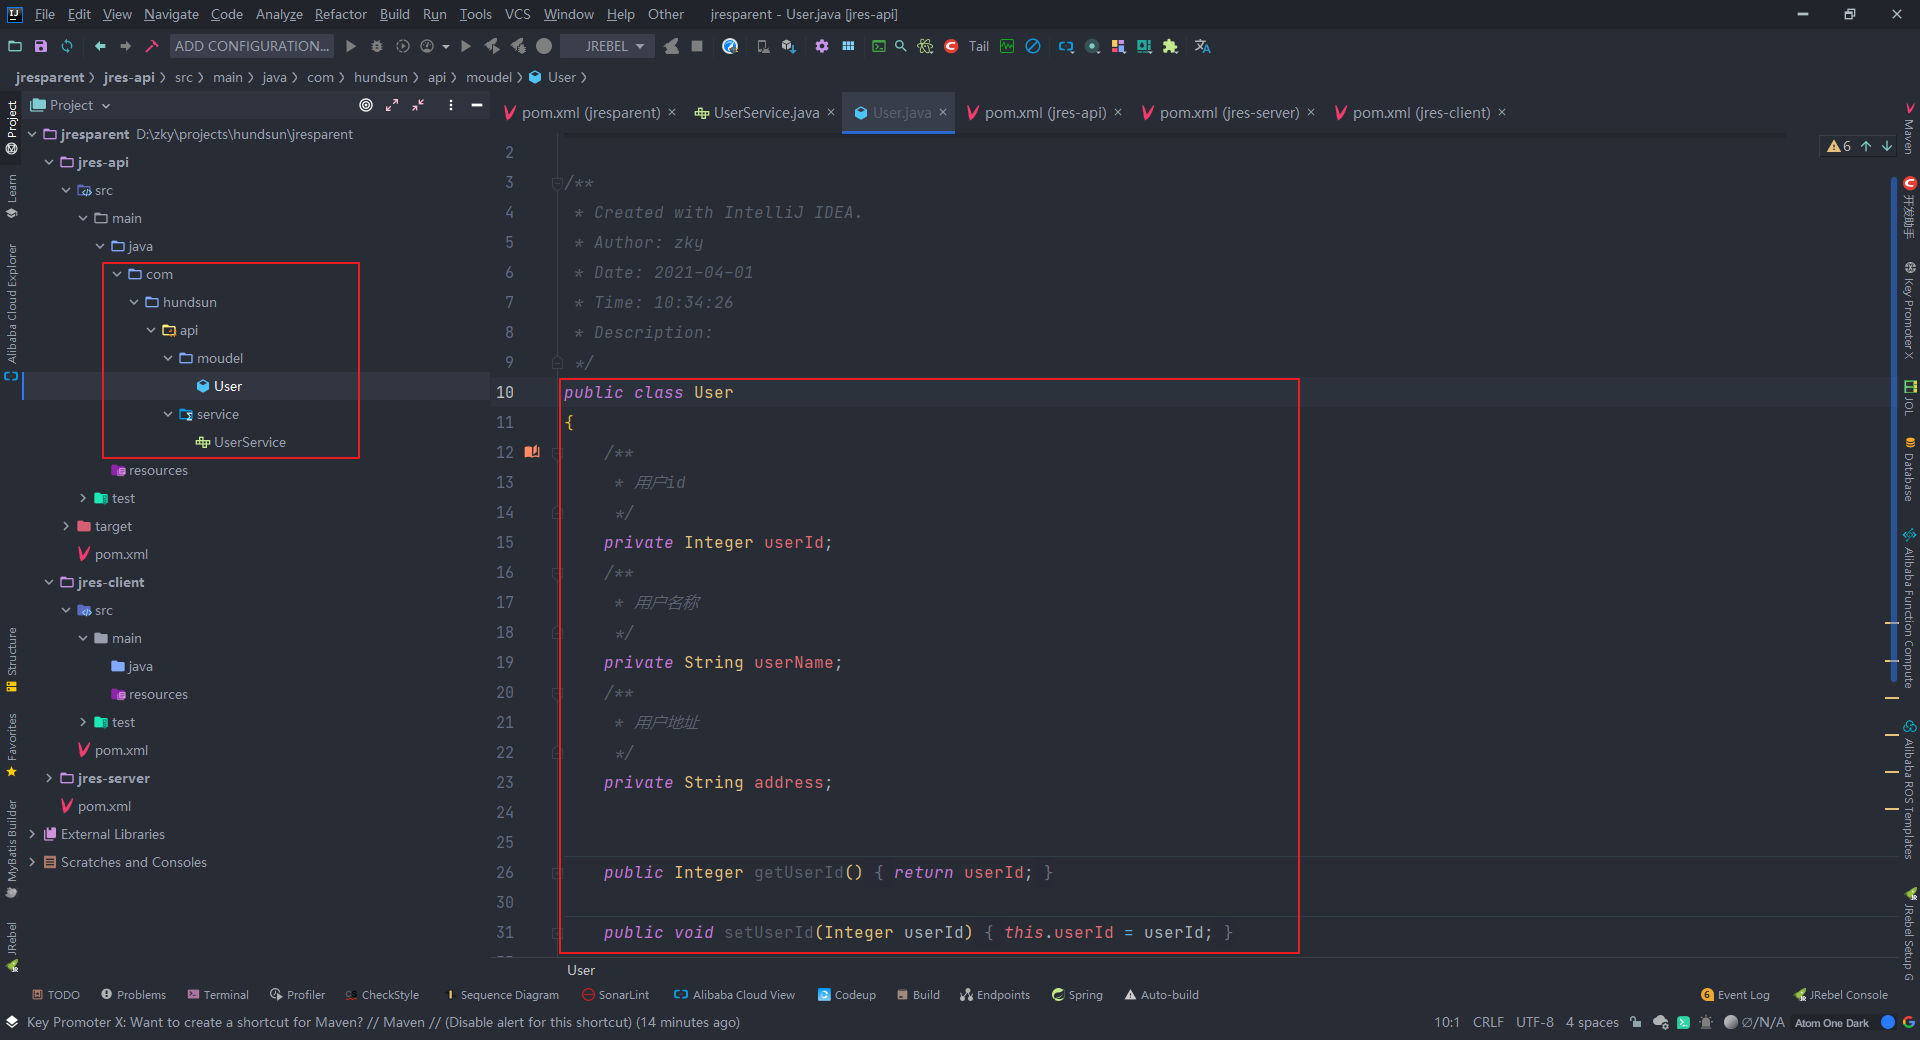 File Edit View Navigate Code Analyze Refactor Build Run Tools VCS Window Help Other jresparent - User.java [jres-api]
ADD CONFIGURATION... JREBEL Tail
jresparent jres-api src main java com hundsun api moudel User
Project
pom.xml (jresparent) UserService.java User.java pom.xml (jres-api) pom.xml (jres-server) pom.xml (jres-client)
jresparent D:\zky\projects\hundsun\jresparent
jres-api
src
main
java
com
hundsun
api
moudel
User
service
UserService
resources
test
target
pom.xml
jres-client
src
main
java
resources
test
pom.xml
jres-server
pom.xml
External Libraries
Scratches and Consoles
Project
Learn
Alibaba Cloud Explorer
Structure
Favorites
MyBatis Builder
JRebel
6
2
3 /**
4 * Created with IntelliJ IDEA.
5 * Author: zky
6 * Date: 2021-04-01
7 * Time: 10:34:26
8 * Description:
9 */
10 public class User
11 {
12 /**
13 * 用户id
14 */
15 private Integer userId;
16 /**
17 * 用户名称
18 */
19 private String userName;
20 /**
21 * 用户地址
22 */
23 private String address;
24
25
26 public Integer getUserId() { return userId; }
30
31 public void setUserId(Integer userId) { this.userId = userId; }
User
Maven
开发助手
Key Promoter X
JOL
Database
Alibaba Function Compute
Alibaba ROS Templates
JRebel Setup G
TODO Problems Terminal Profiler CheckStyle Sequence Diagram SonarLint Alibaba Cloud View Codeup Build Endpoints Spring Auto-build 6 Event Log JRebel Console
Key Promoter X: Want to create a shortcut for Maven? // Maven // (Disable alert for this shortcut) (14 minutes ago) 10:1 CRLF UTF-8 4 spaces Ø/N/A Atom One Dark